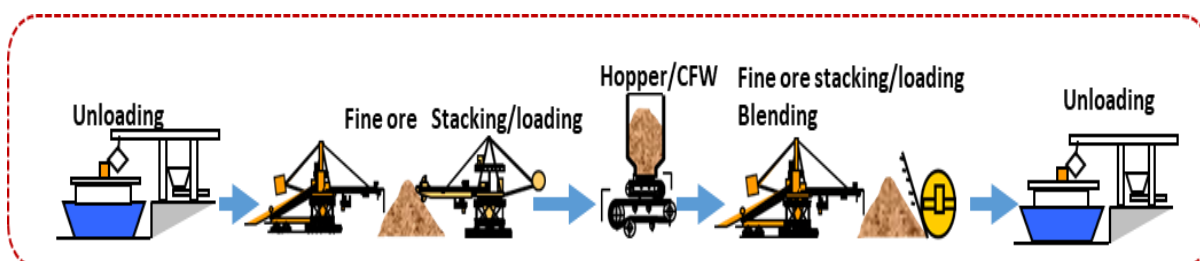 Unloading
Fine ore Stacking/loading
Hopper/CFW
Fine ore stacking/loading
Blending
Unloading